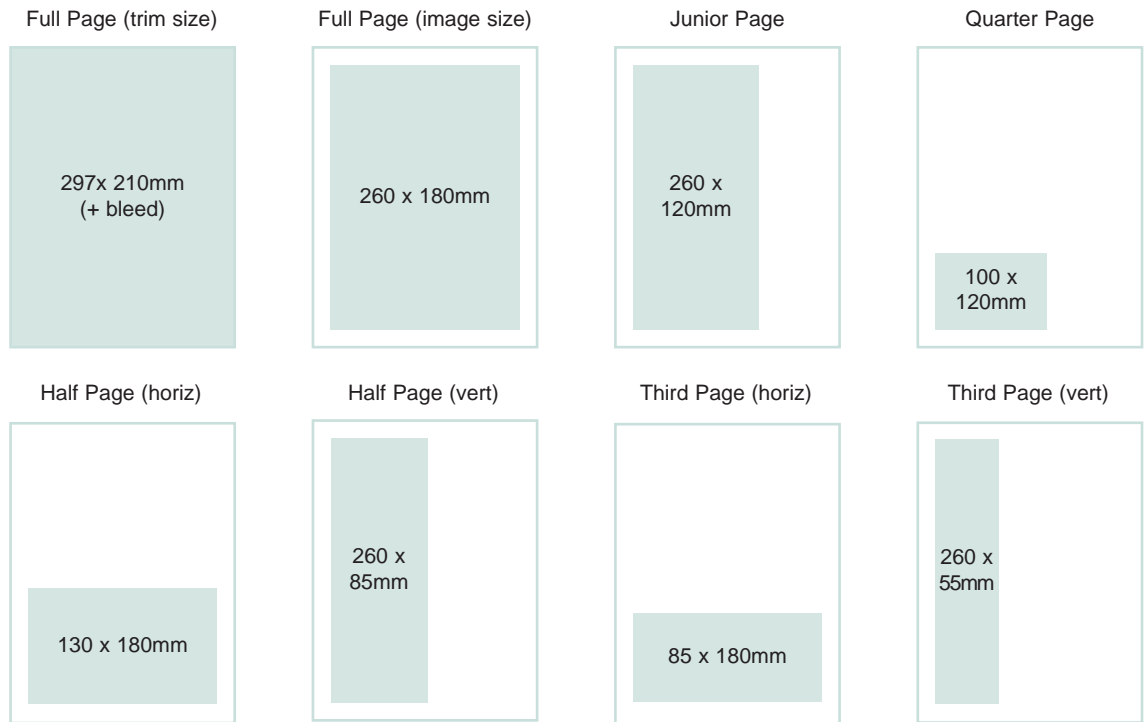 Full Page (trim size)
Full Page (image size)
Junior Page
Quarter Page
297x 210mm
(+ bleed)
260 x 180mm
260 x
120mm
100 x
120mm
Half Page (horiz)
Half Page (vert)
Third Page (horiz)
Third Page (vert)
130 x 180mm
260 x
85mm
85 x 180mm
260 x
55mm